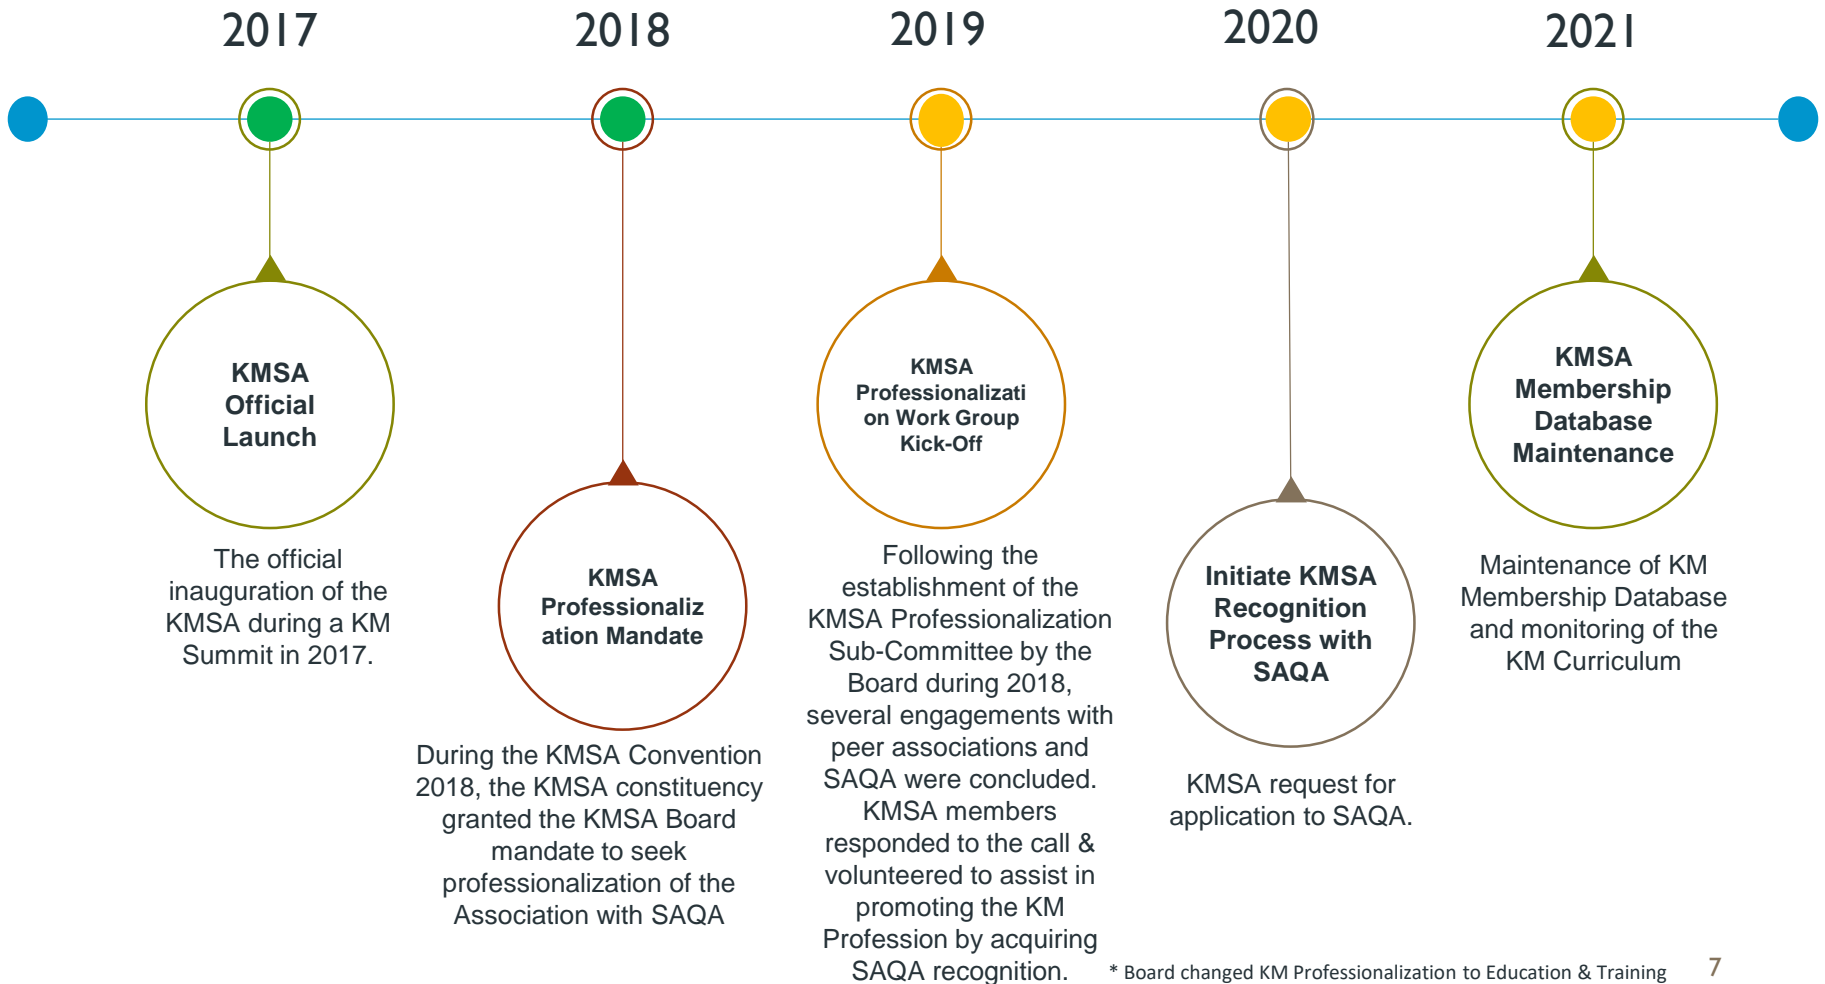 2017
2018
2019
2020
2021
KMSA
Official
Launch
The official
inauguration of the
KMSA during a KM
Summit in 2017.
KMSA
Professionaliz
ation Mandate
During the KMSA Convention
2018, the KMSA constituency
granted the KMSA Board
mandate to seek
professionalization of the
Association with SAQA
KMSA
Professionalizati
on Work Group
Kick-Off
Following the
establishment of the
KMSA Professionalization
Sub-Committee by the
Board during 2018,
several engagements with
peer associations and
SAQA were concluded.
KMSA members
responded to the call &
volunteered to assist in
promoting the KM
Profession by acquiring
SAQA recognition.
Initiate KMSA
Recognition
Process with
SAQA
KMSA request for
application to SAQA.
KMSA
Membership
Database
Maintenance
Maintenance of KM
Membership Database
and monitoring of the
KM Curriculum
* Board changed KM Professionalization to Education & Training
7